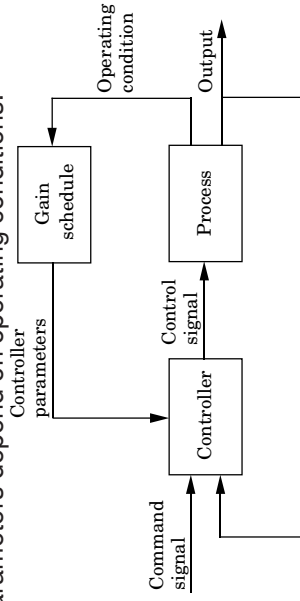 parameters depend on operating conditions.
Controller
parameters
Gain
schedule
Operating
condition
Command
signal
Controller
Control
signal
Process
Output